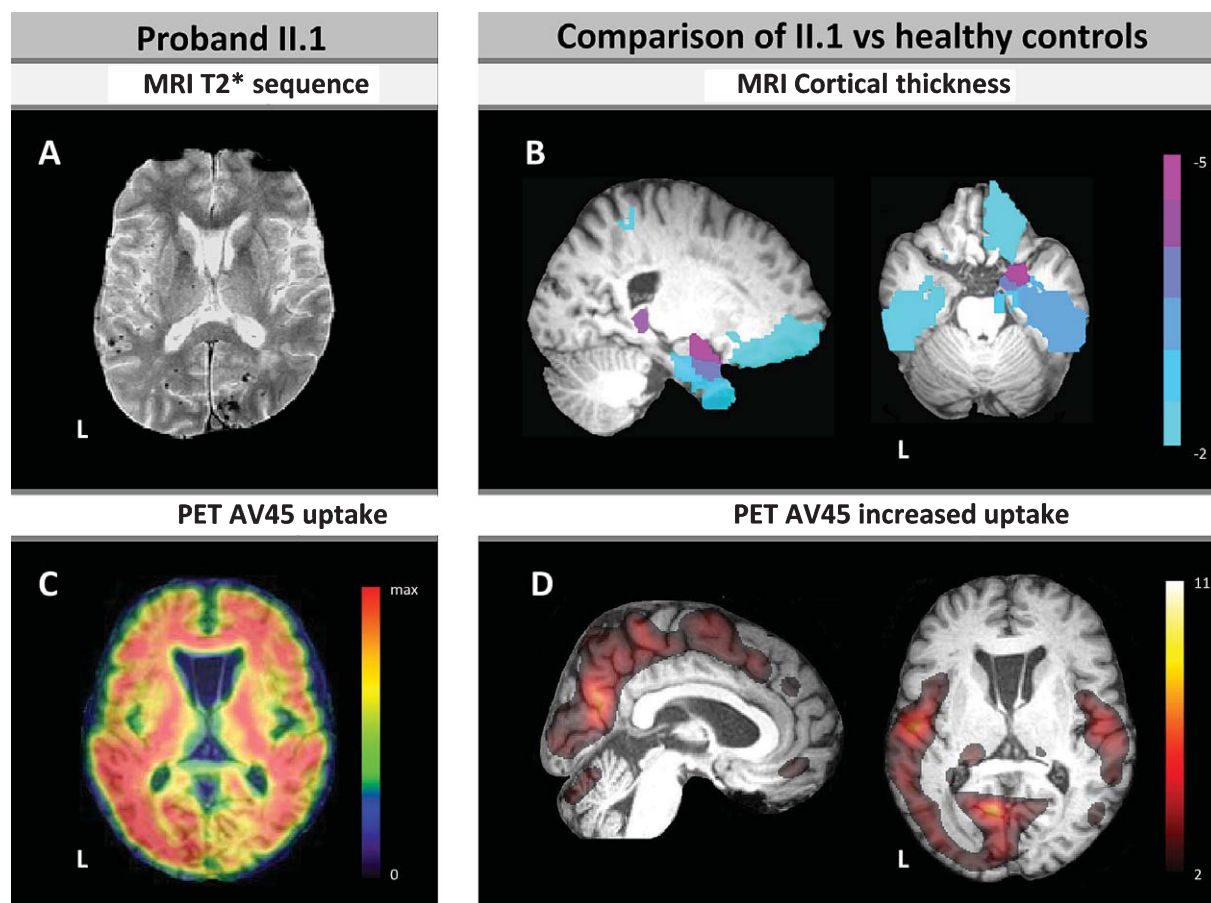 Proband II.1
MRI T2* sequence
A
L
Comparison of II.1 vs healthy controls
MRI Cortical thickness
B
L
-5
-2
PET AV45 uptake
C
L
max
0
PET AV45 increased uptake
D
L
11
2